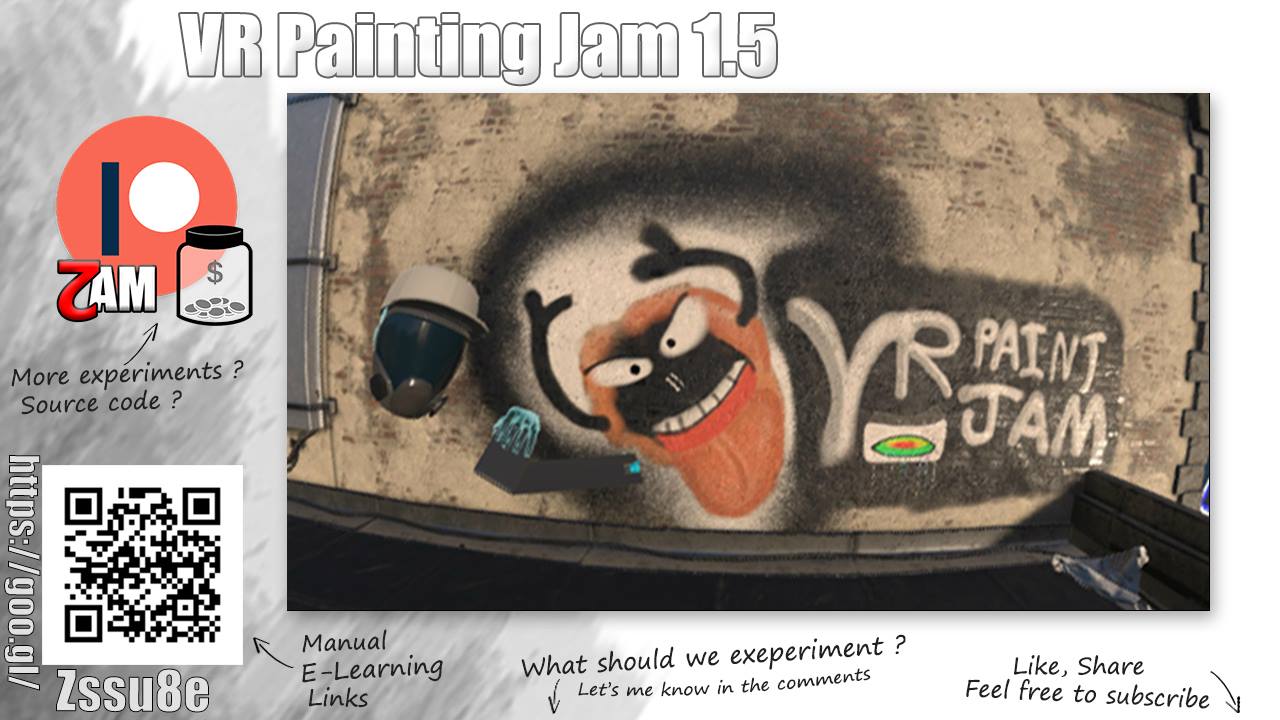 VR Painting Jam 1.5
VR PAINT
JAM
ZAM
$
More experiments ?
Source code ?
https://goo.gl/
Zssu8e
Manual
E-Learning
Links
What should we exeperiment ?
Let's me know in the comments
Like, Share
Feel free to subscribe